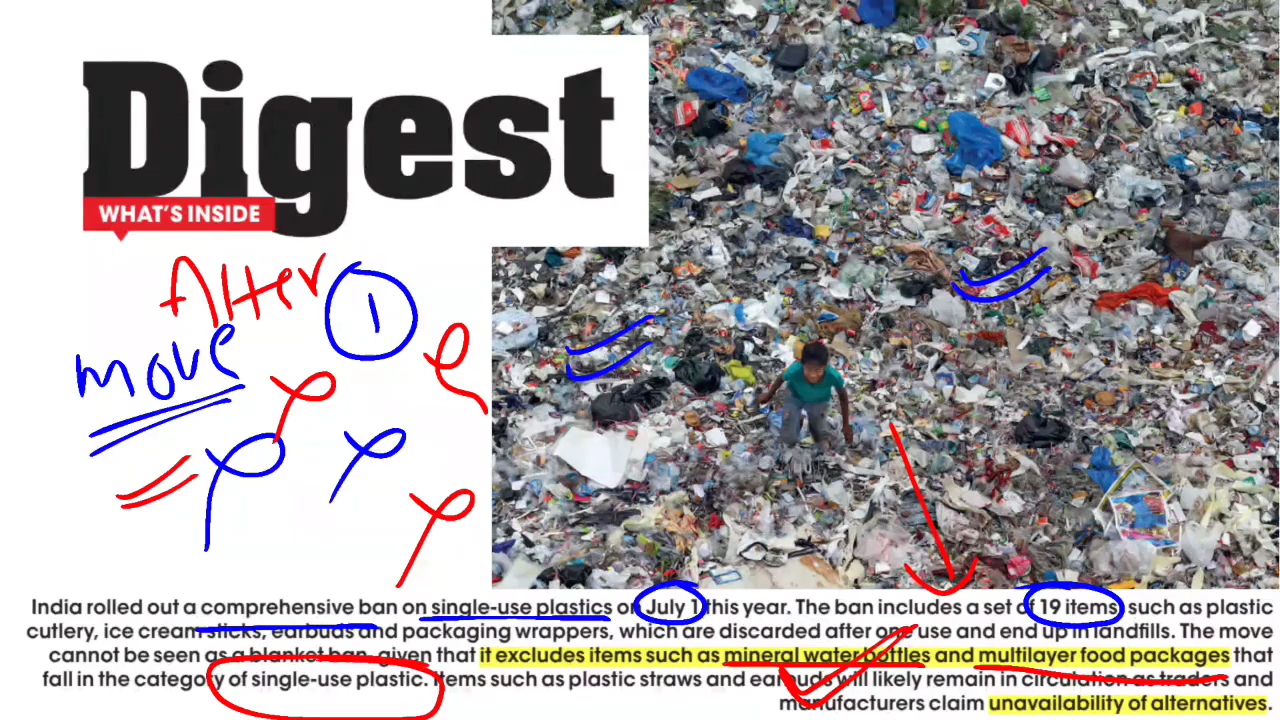 Digest
WHAT'S INSIDE
Alter
1
move
India rolled out a comprehensive ban on single-use plastics on July 1 this year. The ban includes a set of 19 items, such as plastic
cutlery, ice cream sticks, earbuds and packaging wrappers, which are discarded after one use and end up in landfills. The move
cannot be seen as a blanket ban, given that it excludes items such as mineral water bottles and multilayer food packages that
fall in the category of single-use plastic. Items such as plastic straws and earbuds will likely remain in circulation as traders and
manufacturers claim unavailability of alternatives.